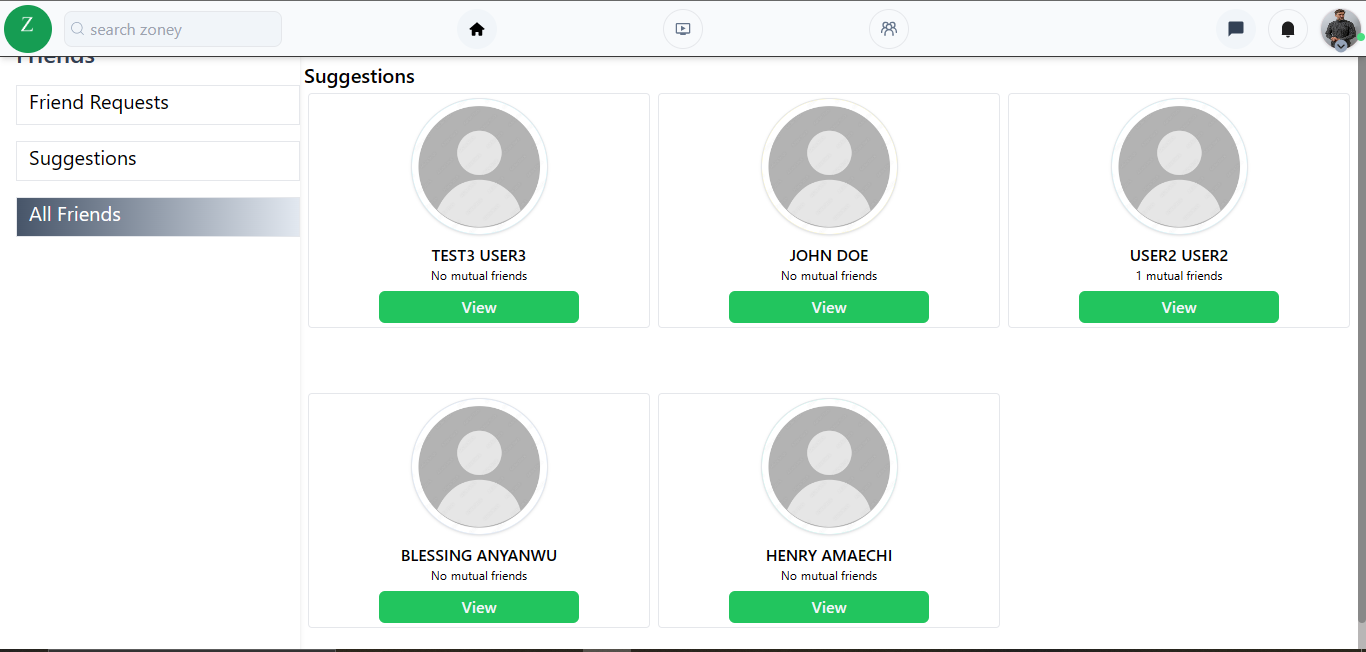 Z
search zoney
Friends
Friend Requests
Suggestions
All Friends
Suggestions
TEST3 USER3
No mutual friends
View
JOHN DOE
No mutual friends
View
USER2 USER2
1 mutual friends
View
BLESSING ANYANWU
No mutual friends
View
HENRY AMAECHI
No mutual friends
View